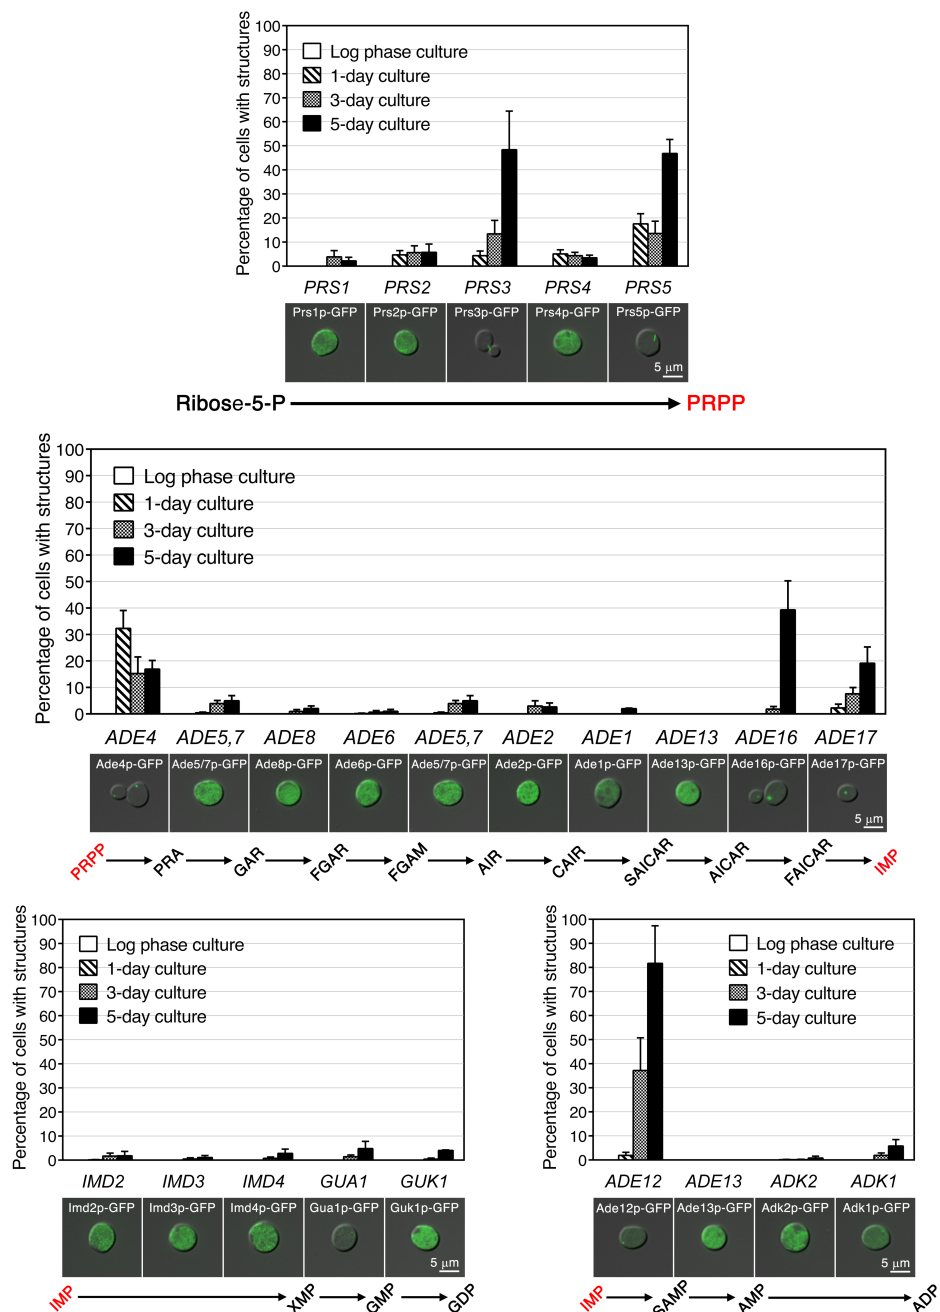 Percentage of cells with structures
100
90
80
70
60
50
40
30
20
10
0
Log phase culture
1-day culture
3-day culture
5-day culture
PRS1 PRS2 PRS3 PRS4 PRS5
Prs1p-GFP Prs2p-GFP Prs3p-GFP Prs4p-GFP Prs5p-GFP
5 μm
Ribose-5-P PRPP
Percentage of cells with structures
100
90
80
70
60
50
40
30
20
10
0
Log phase culture
1-day culture
3-day culture
5-day culture
ADE4 ADE5,7 ADE8 ADE6 ADE5,7 ADE2 ADE1 ADE13 ADE16 ADE17
Ade4p-GFP Ade5/7p-GFP Ade8p-GFP Ade6p-GFP Ade5/7p-GFP Ade2p-GFP Ade1p-GFP Ade13p-GFP Ade16p-GFP Ade17p-GFP
5 μm
PRPP PRA GAR FGAR FGAM AIR CAIR SAICAR AICAR FAICAR IMP
Percentage of cells with structures
100
90
80
70
60
50
40
30
20
10
0
Log phase culture
1-day culture
3-day culture
5-day culture
IMD2 IMD3 IMD4 GUA1 GUK1
Imd2p-GFP Imd3p-GFP Imd4p-GFP Gua1p-GFP Guk1p-GFP
5 μm
IMP XMP GMP GDP
Percentage of cells with structures
100
90
80
70
60
50
40
30
20
10
0
Log phase culture
1-day culture
3-day culture
5-day culture
ADE12 ADE13 ADK2 ADK1
Ade12p-GFP Ade13p-GFP Adk2p-GFP Adk1p-GFP
5 μm
IMP SAMP AMP ADP